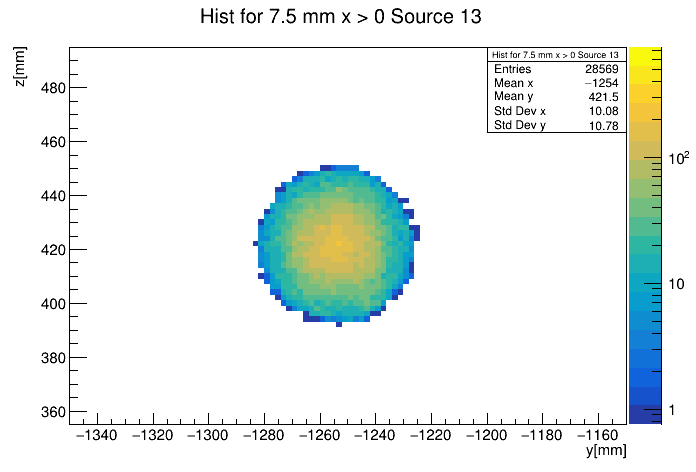 Hist for 7.5 mm x > 0 Source 13
z[mm]
Hist for 7.5 mm x > 0 Source 13
Entries 28569
Mean x −1254
Mean y 421.5
Std Dev x 10.08
Std Dev y 10.78
480
460
440
420
400
380
360
10²
10
1
−1340 −1320 −1300 −1280 −1260 −1240 −1220 −1200 −1180 −1160
y[mm]